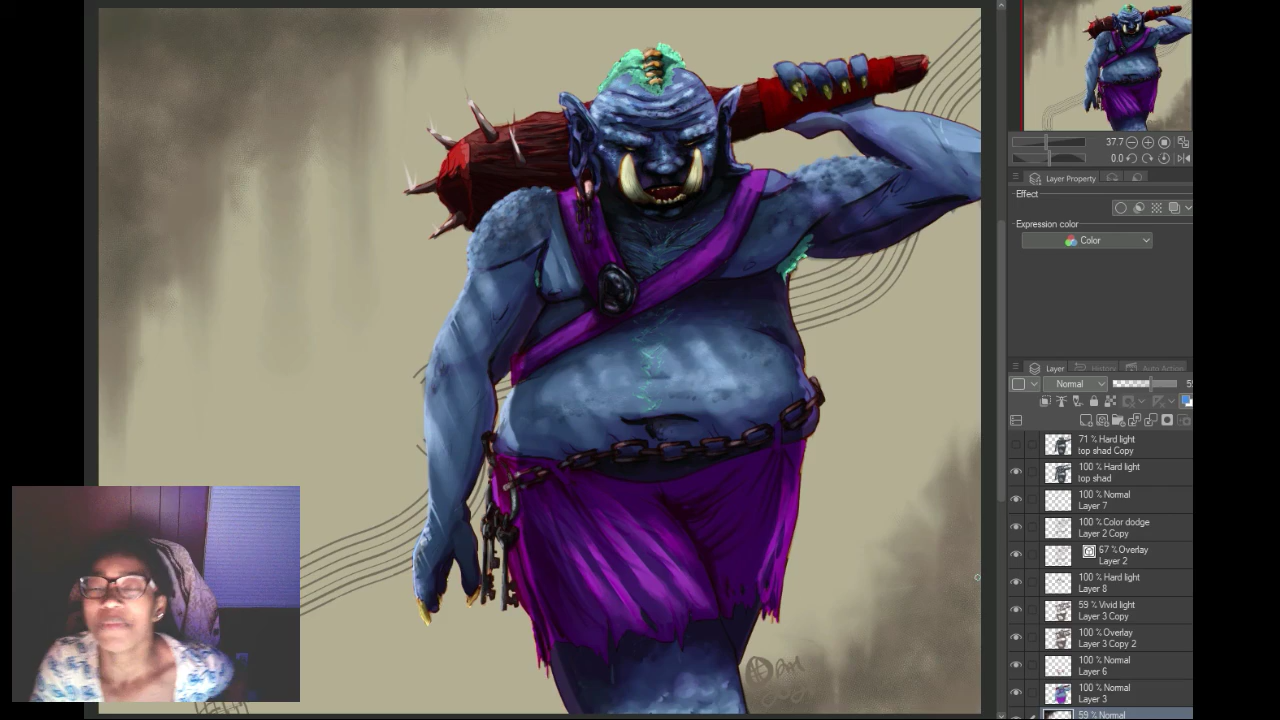 37.7
0.0
Layer Property
Effect
Expression color
Color
Layer
History
Auto Action
Normal
71 % Hard light
top shad Copy
100 % Hard light
top shad
100 % Normal
Layer 7
100 % Color dodge
Layer 2 Copy
67 % Overlay
Layer 2
100 % Hard light
Layer 8
59 % Vivid light
Layer 3 Copy
100 % Overlay
Layer 3 Copy 2
100 % Normal
Layer 6
100 % Normal
Layer 3
59 % Normal